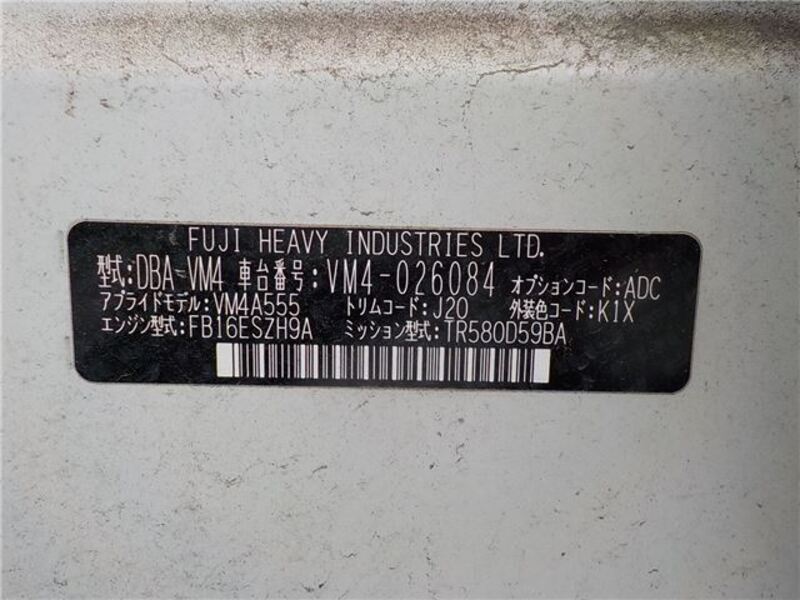 FUJI HEAVY INDUSTRIES LTD.
型式:DBA-VM4 車台番号:VM4-026084 オプションコード:ADC
アプライドモデル:VM4A555 トリムコード:J20 外装色コード:K1X
エンジン型式:FB16ESZH9A ミッション型式:TR580D59BA